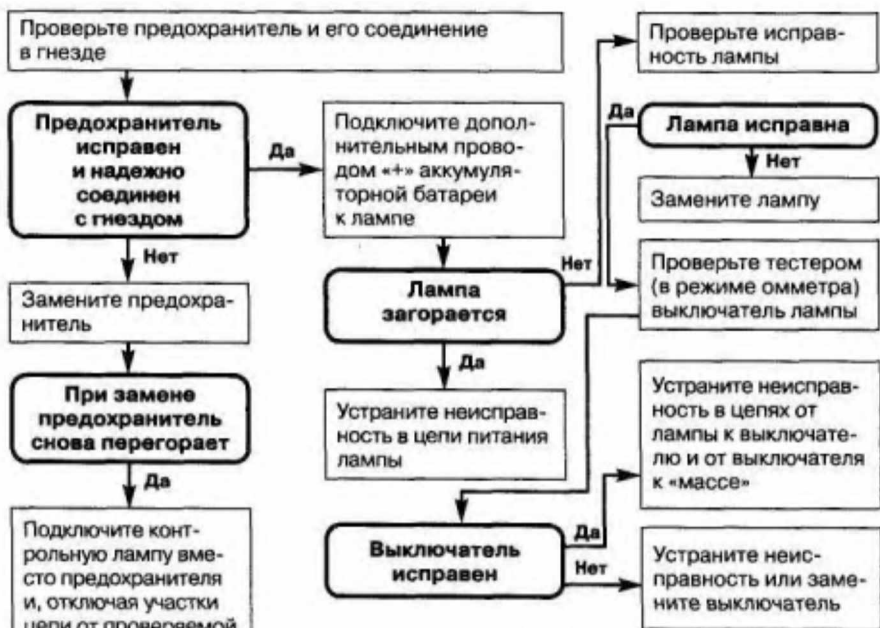 Проверьте предохранитель и его соединение
в гнезде
Предохранитель
исправен
и надежно
соединен
с гнездом
Да
Нет
Замените предохра-
нитель
При замене
предохранитель
снова перегорает
Да
Подключите конт-
рольную лампу вме-
сто предохранителя
и, отключая участки
цепи от проверяемой
Подключите допол-
нительным прово-
дом «+» аккумуля-
торной батареи
к лампе
Лампа
загорается
Нет
Да
Устраните неисправ-
ность в цепи питания
лампы
Проверьте исправ-
ность лампы
Да
Лампа исправна
Нет
Замените лампу
Проверьте тестером
(в режиме омметра)
выключатель лампы
Выключатель
исправен
Да
Нет
Устраните неисправ-
ность в цепях от
лампы к выключате-
лю и от выключателя
к «массе»
Устраните неис-
правность или заме-
ните выключатель